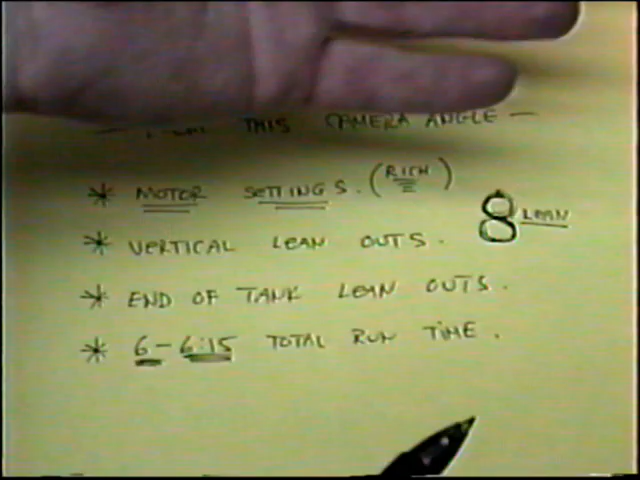 THIS CAMERA ANGLE —
* MOTOR SETTINGS. (RICH)
8 LEAN
* VERTICAL LEAN OUTS.
* END OF TANK LEAN OUTS.
* 6-6:15 TOTAL RUN TIME.